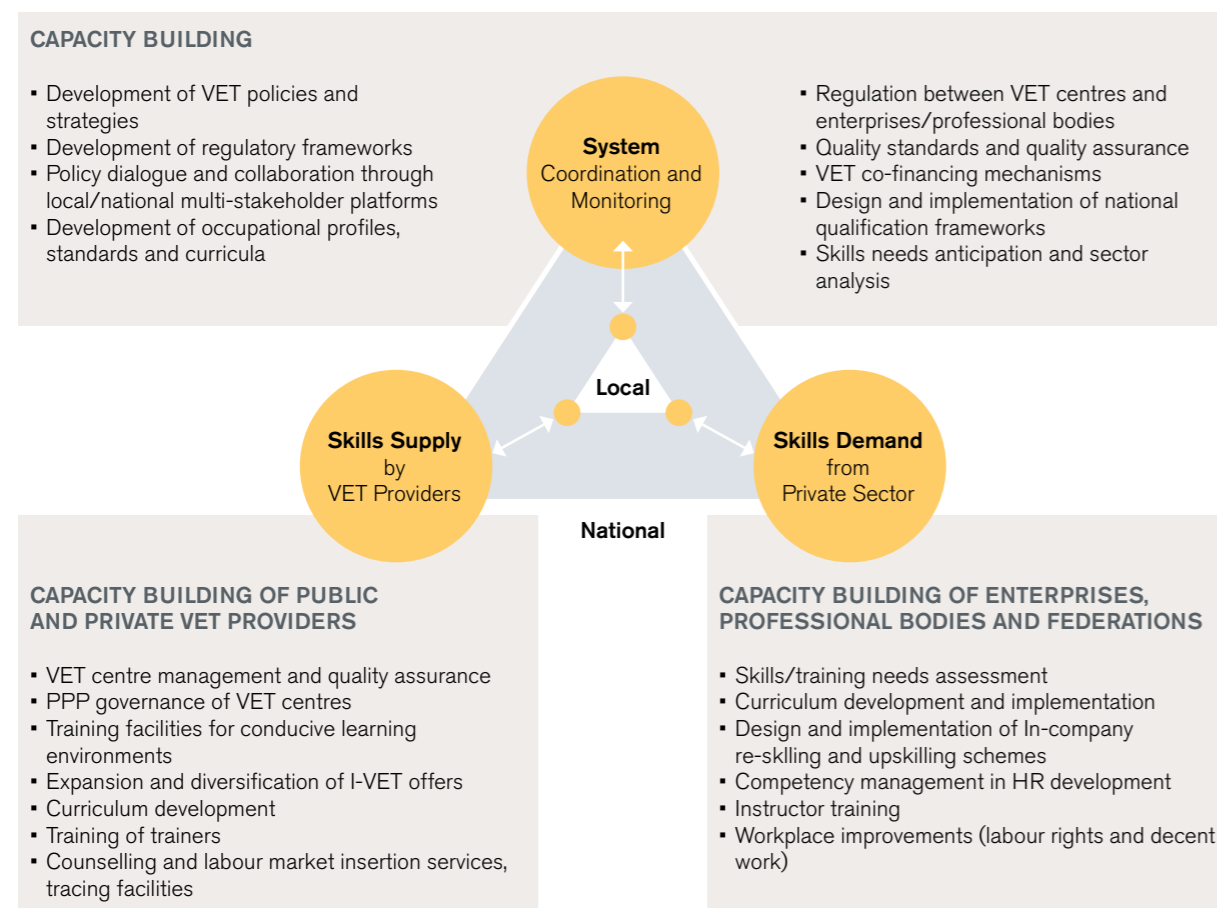 CAPACITY BUILDING
▪ Development of VET policies and
strategies
▪ Development of regulatory frameworks
▪ Policy dialogue and collaboration through
local/national multi-stakeholder platforms
▪ Development of occupational profiles,
standards and curricula
System
Coordination and
Monitoring
▪ Regulation between VET centres and
enterprises/professional bodies
▪ Quality standards and quality assurance
▪ VET co-financing mechanisms
▪ Design and implementation of national
qualification frameworks
▪ Skills needs anticipation and sector
analysis
Local
Skills Supply
by
VET Providers
Skills Demand
from
Private Sector
National
CAPACITY BUILDING OF PUBLIC
AND PRIVATE VET PROVIDERS
▪ VET centre management and quality assurance
▪ PPP governance of VET centres
▪ Training facilities for conducive learning
environments
▪ Expansion and diversification of I-VET offers
▪ Curriculum development
▪ Training of trainers
▪ Counselling and labour market insertion services,
tracing facilities
CAPACITY BUILDING OF ENTERPRISES,
PROFESSIONAL BODIES AND FEDERATIONS
▪ Skills/training needs assessment
▪ Curriculum development and implementation
▪ Design and implementation of In-company
re-sklling and upskilling schemes
▪ Competency management in HR development
▪ Instructor training
▪ Workplace improvements (labour rights and decent
work)